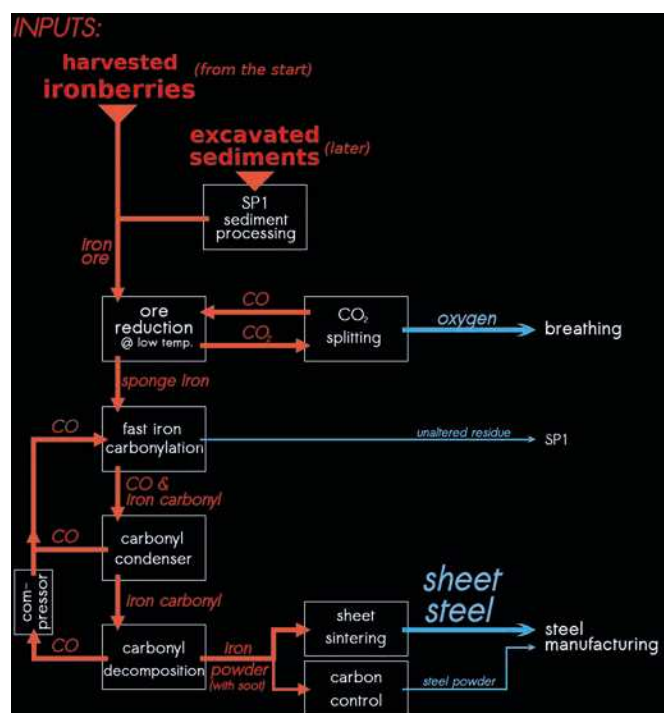 INPUTS:
harvested
ironberries (from the start)
excavated
sediments (later)
SP1
sediment
processing
Iron
ore
ore
reduction
@ low temp.
CO
CO₂
CO₂
splitting
oxygen
breathing
sponge Iron
CO
fast iron
carbonylation
unaltered residue
SP1
CO &
Iron carbonyl
CO
carbonyl
condenser
com-
pressor
Iron carbonyl
CO
carbonyl
decomposition
Iron
powder
(with soot)
sheet
sintering
sheet
steel
steel
manufacturing
carbon
control
steel powder